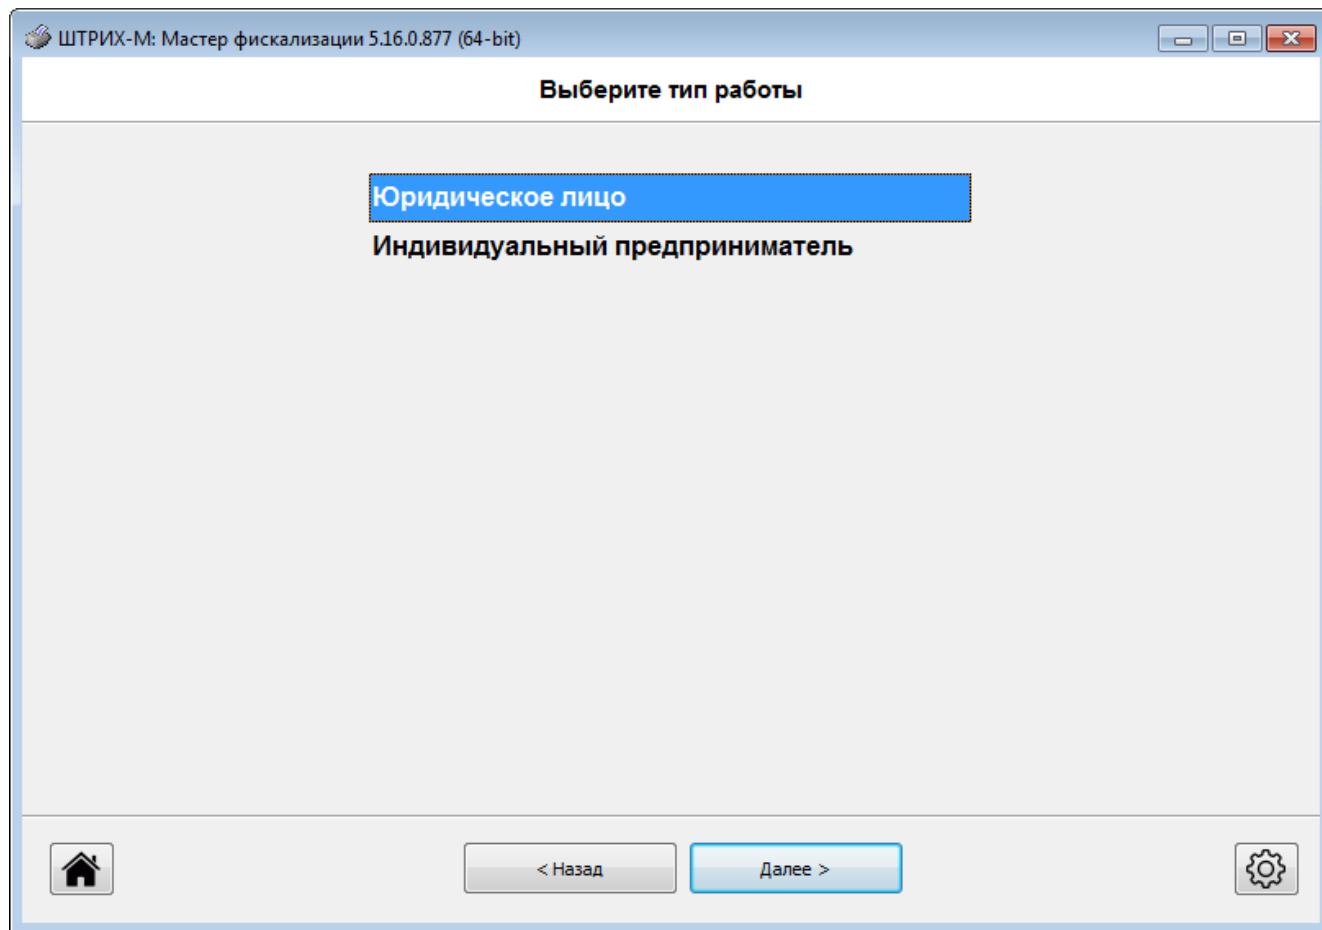 ШТРИХ-М: Мастер фискализации 5.16.0.877 (64-bit)
Выберите тип работы
Юридическое лицо
Индивидуальный предприниматель
< Назад
Далее >